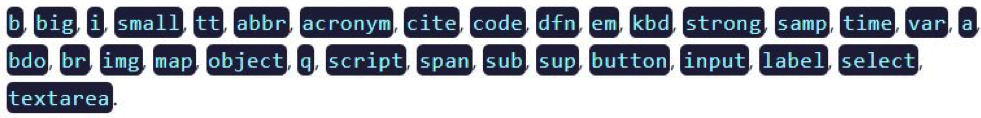 b, big, i, small, tt, abbr, acronym, cite, code, dfn, em, kbd, strong, samp, time, var, a,
bdo, br, img, map, object, q, script, span, sub, sup, button, input, label, select,
textarea.